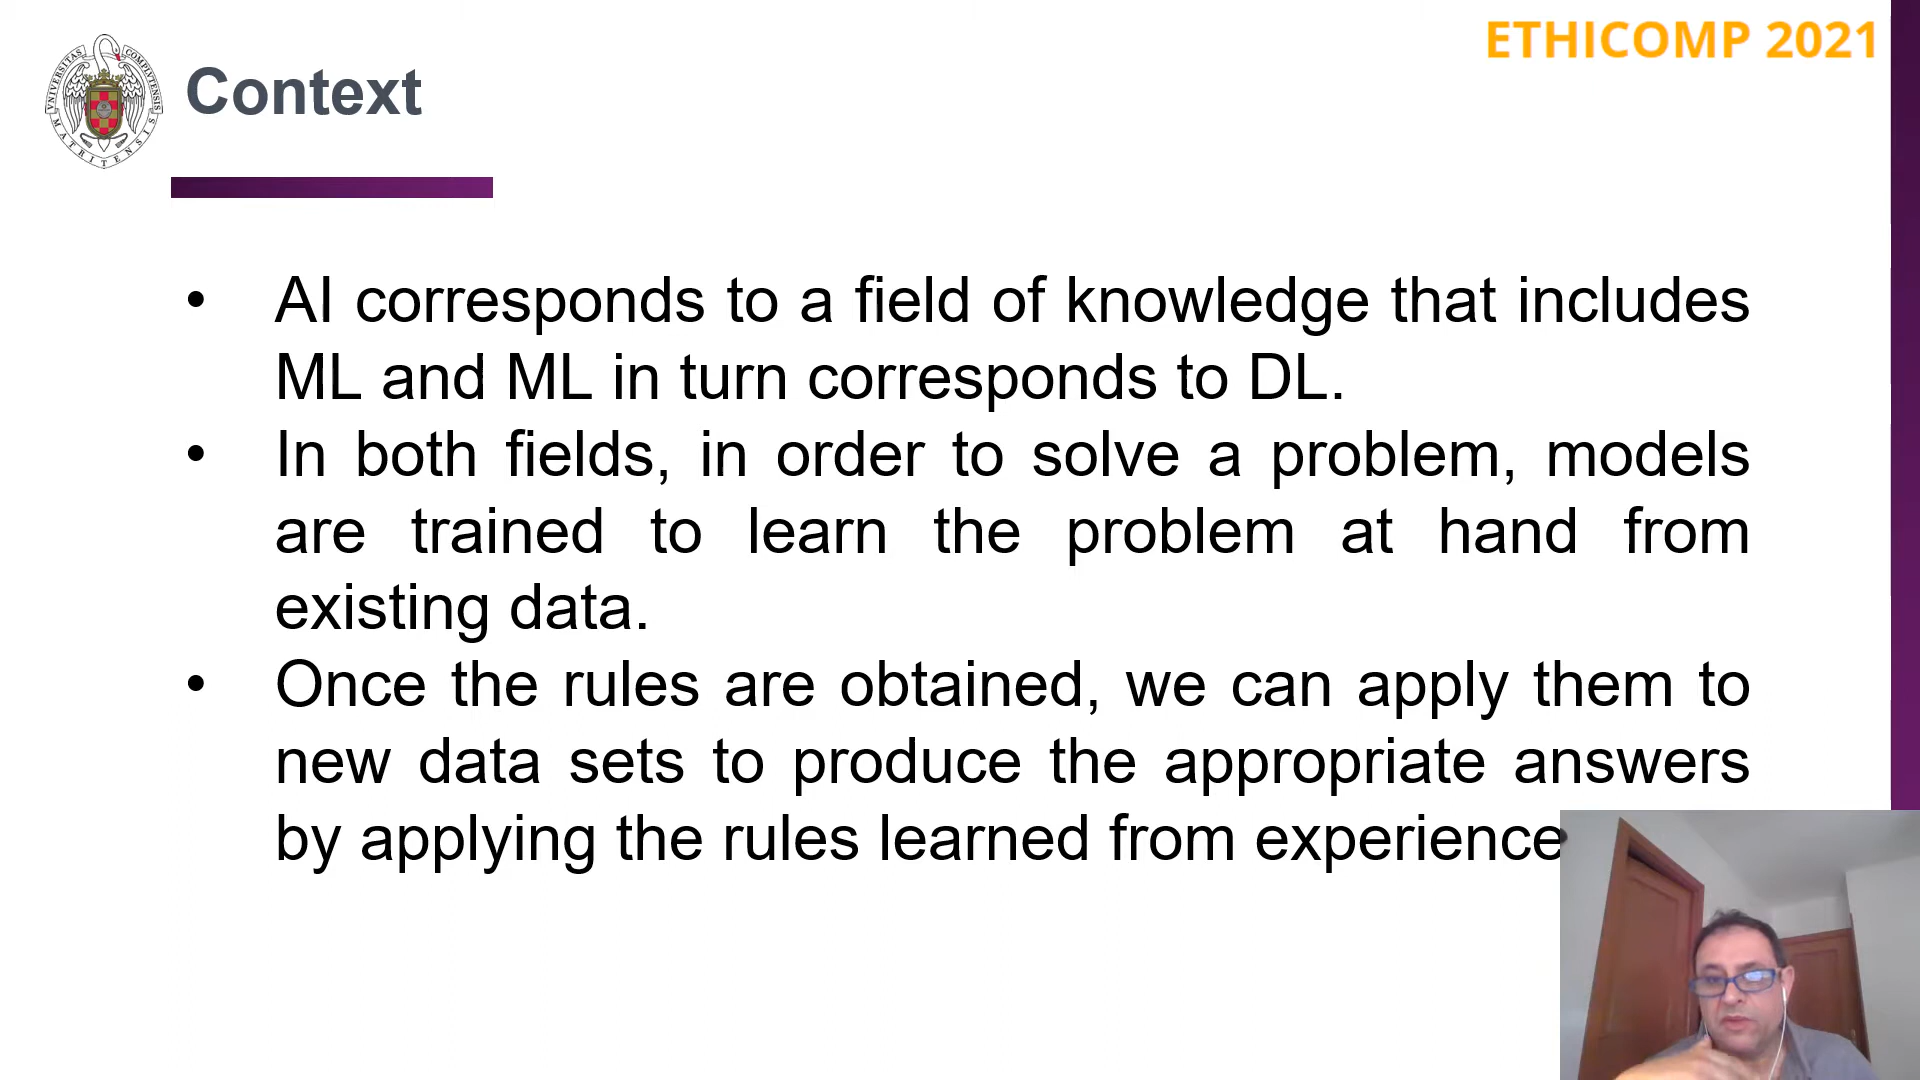 ETHICOMP 2021
VNIVERSITAS COMPLVTENSIS
MATRITENSIS
Context
• AI corresponds to a field of knowledge that includes
ML and ML in turn corresponds to DL.
• In both fields, in order to solve a problem, models
are trained to learn the problem at hand from
existing data.
• Once the rules are obtained, we can apply them to
new data sets to produce the appropriate answers
by applying the rules learned from experience